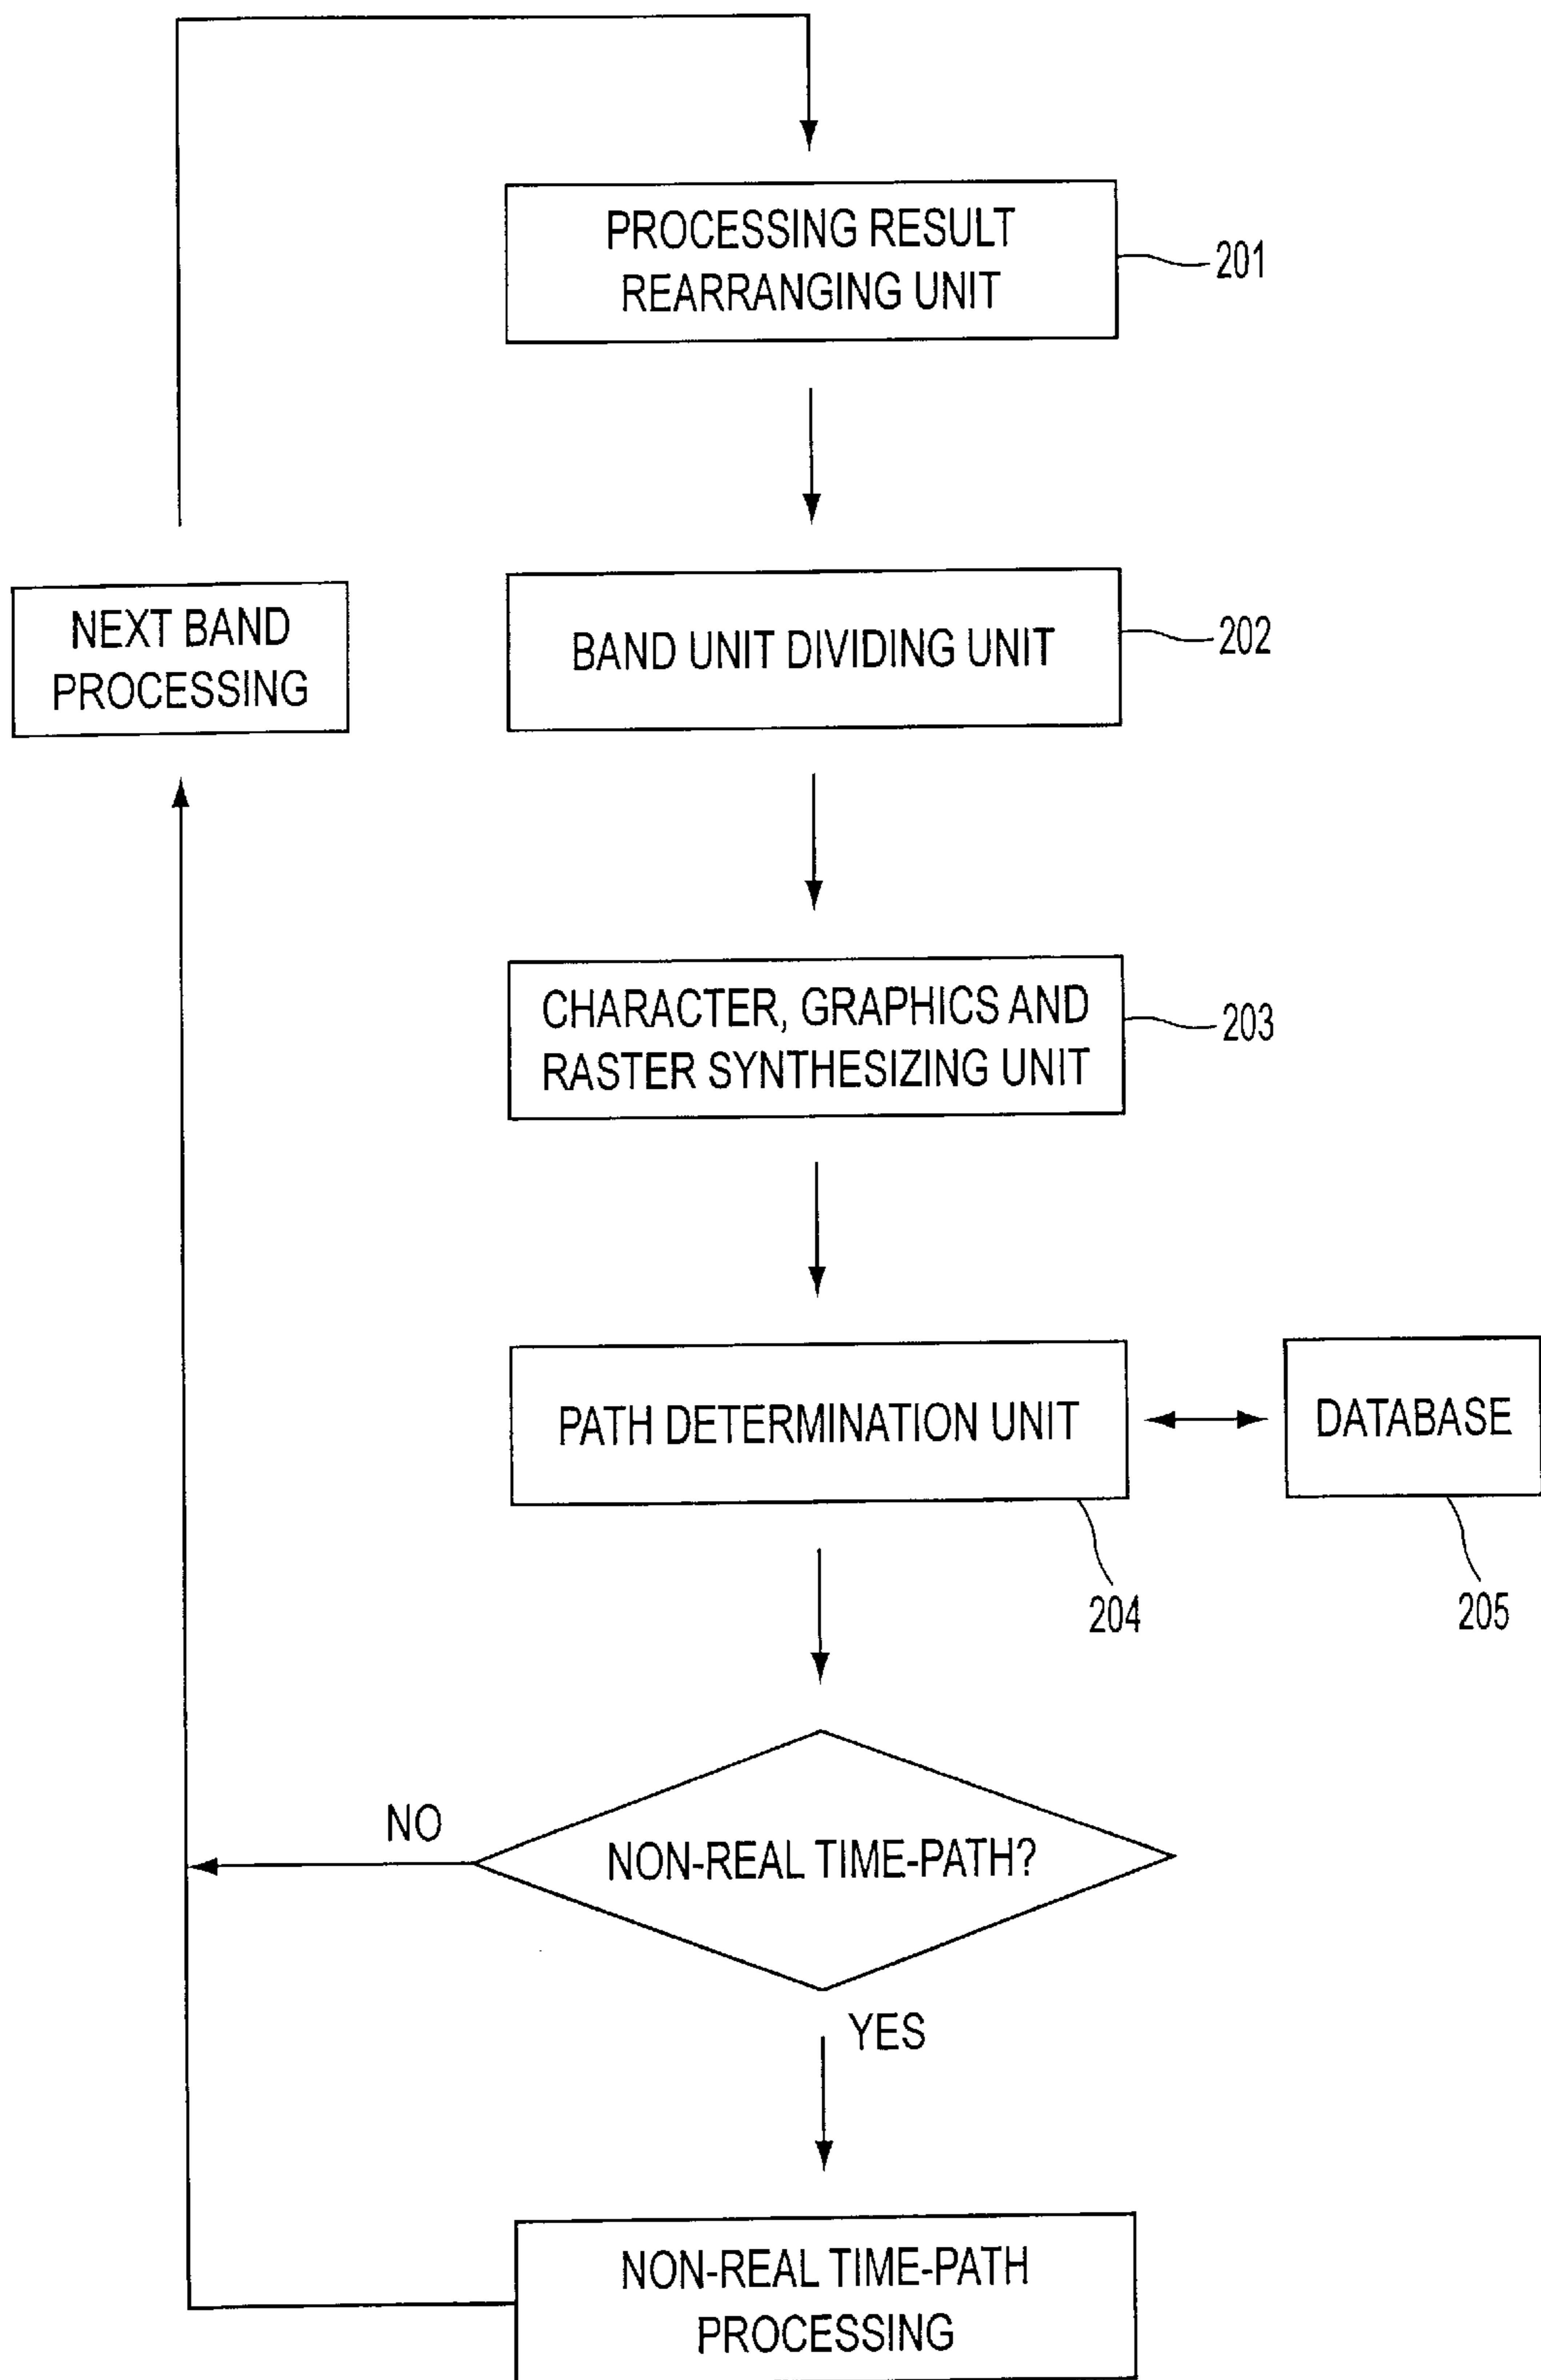 PROCESSING RESULT
REARRANGING UNIT
201
NEXT BAND
PROCESSING
BAND UNIT DIVIDING UNIT
202
CHARACTER, GRAPHICS AND
RASTER SYNTHESIZING UNIT
203
PATH DETERMINATION UNIT
DATABASE
204
205
NO
NON-REAL TIME-PATH?
YES
NON-REAL TIME-PATH
PROCESSING